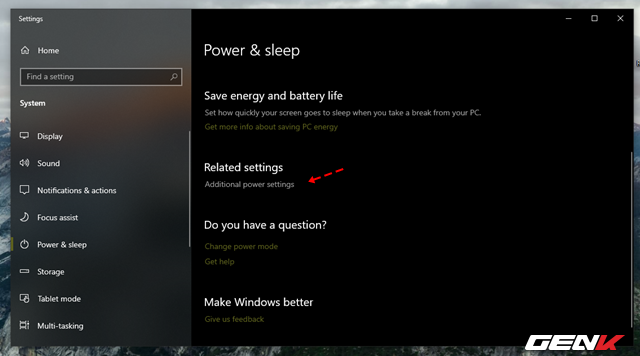 Settings
Home
Find a setting
System
Display
Sound
Notifications & actions
Focus assist
Power & sleep
Storage
Tablet mode
Multi-tasking
Power & sleep
Save energy and battery life
Set how quickly your screen goes to sleep when you take a break from your PC.
Get more info about saving PC energy
Related settings
Additional power settings
Do you have a question?
Change power mode
Get help
Make Windows better
Give us feedback
GENK